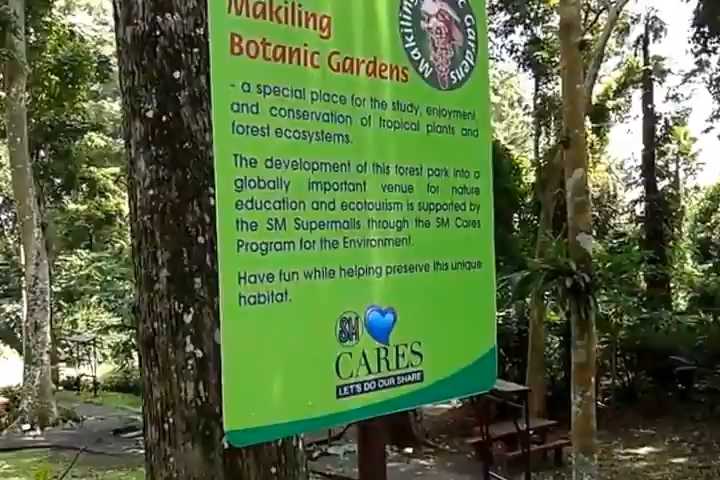 Makiling
Botanic Gardens
Makiling
Gardens
- a special place for the study, enjoyment
and conservation of tropical plants and
forest ecosystems.
The development of this forest park into a
globally important venue for nature
education and ecotourism is supported by
the SM Supermalls through the SM Cares
Program for the Environment.
Have fun while helping preserve this unique
habitat.
SM
CARES
LET'S DO OUR SHARE